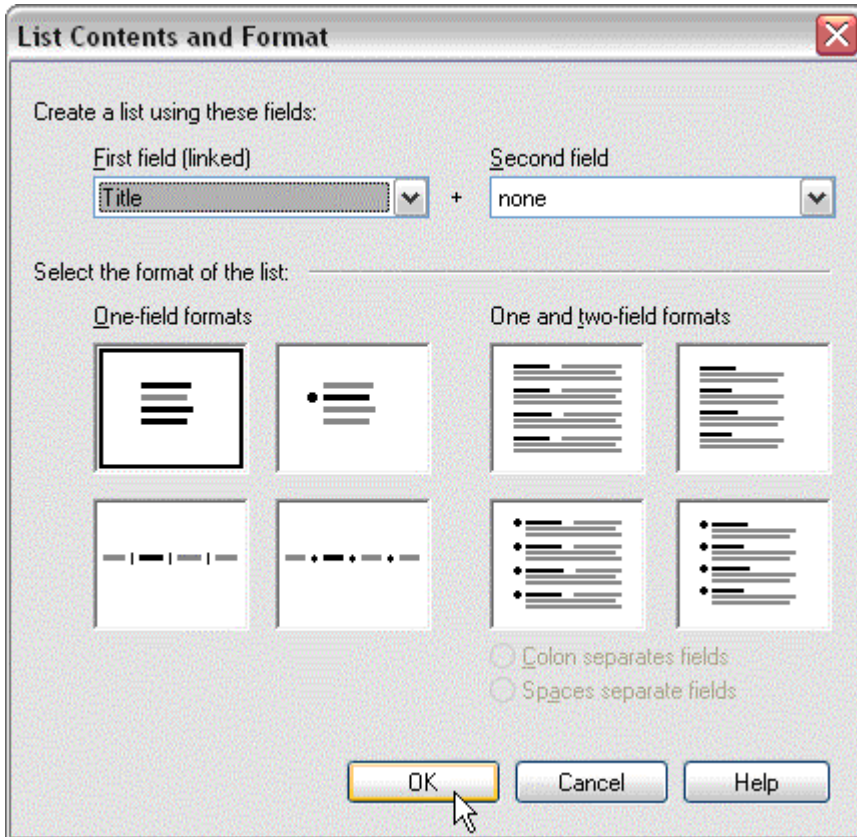 List Contents and Format
Create a list using these fields:
First field (linked)
Second field
Title
+
none
Select the format of the list:
One-field formats
One and two-field formats
Colon separates fields
Spaces separate fields
OK
Cancel
Help